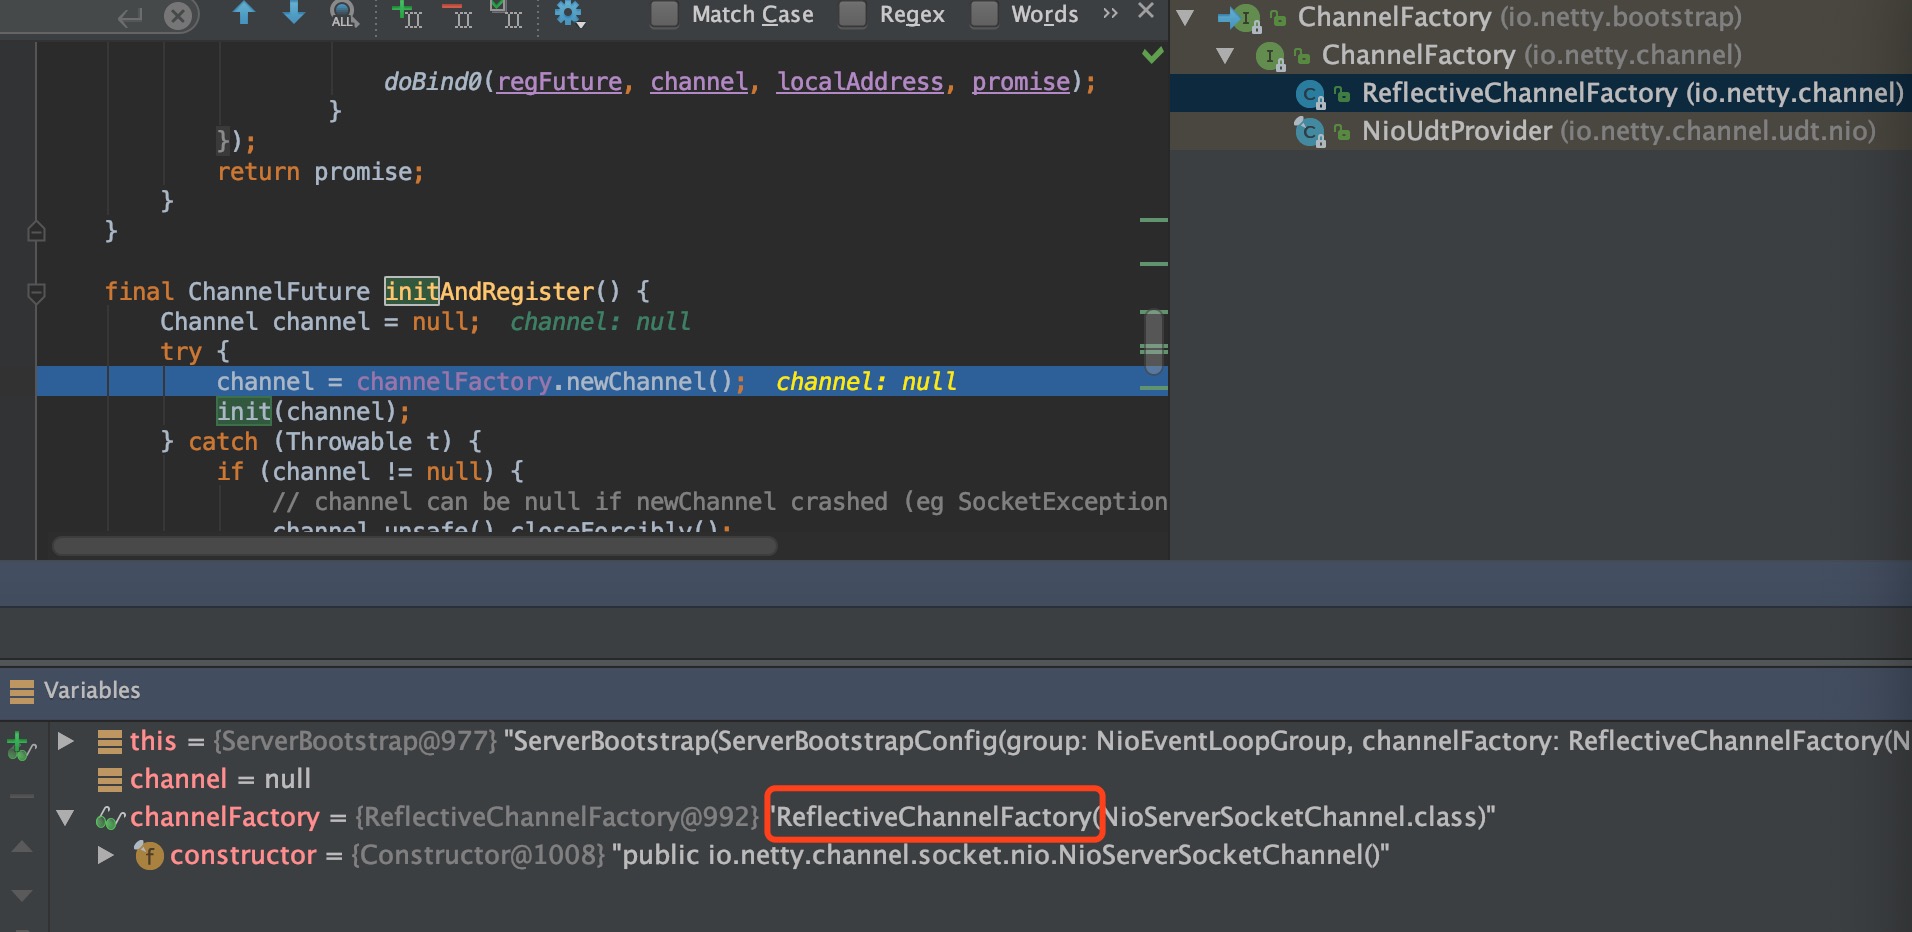 ALL
Match Case
Regex
Words
»
doBind0(regFuture, channel, localAddress, promise);
}
});
return promise;
}
}
final ChannelFuture initAndRegister() {
Channel channel = null; channel: null
try {
channel = channelFactory.newChannel(); channel: null
init(channel);
} catch (Throwable t) {
if (channel != null) {
// channel can be null if newChannel crashed (eg SocketException
channel.unsafe().closeForcibly();
ChannelFactory (io.netty.bootstrap)
ChannelFactory (io.netty.channel)
ReflectiveChannelFactory (io.netty.channel)
NioUdtProvider (io.netty.channel.udt.nio)
Variables
this = {ServerBootstrap@977} "ServerBootstrap(ServerBootstrapConfig(group: NioEventLoopGroup, channelFactory: ReflectiveChannelFactory(N
channel = null
channelFactory = {ReflectiveChannelFactory@992} "ReflectiveChannelFactory(NioServerSocketChannel.class)"
constructor = {Constructor@1008} "public io.netty.channel.socket.nio.NioServerSocketChannel()"